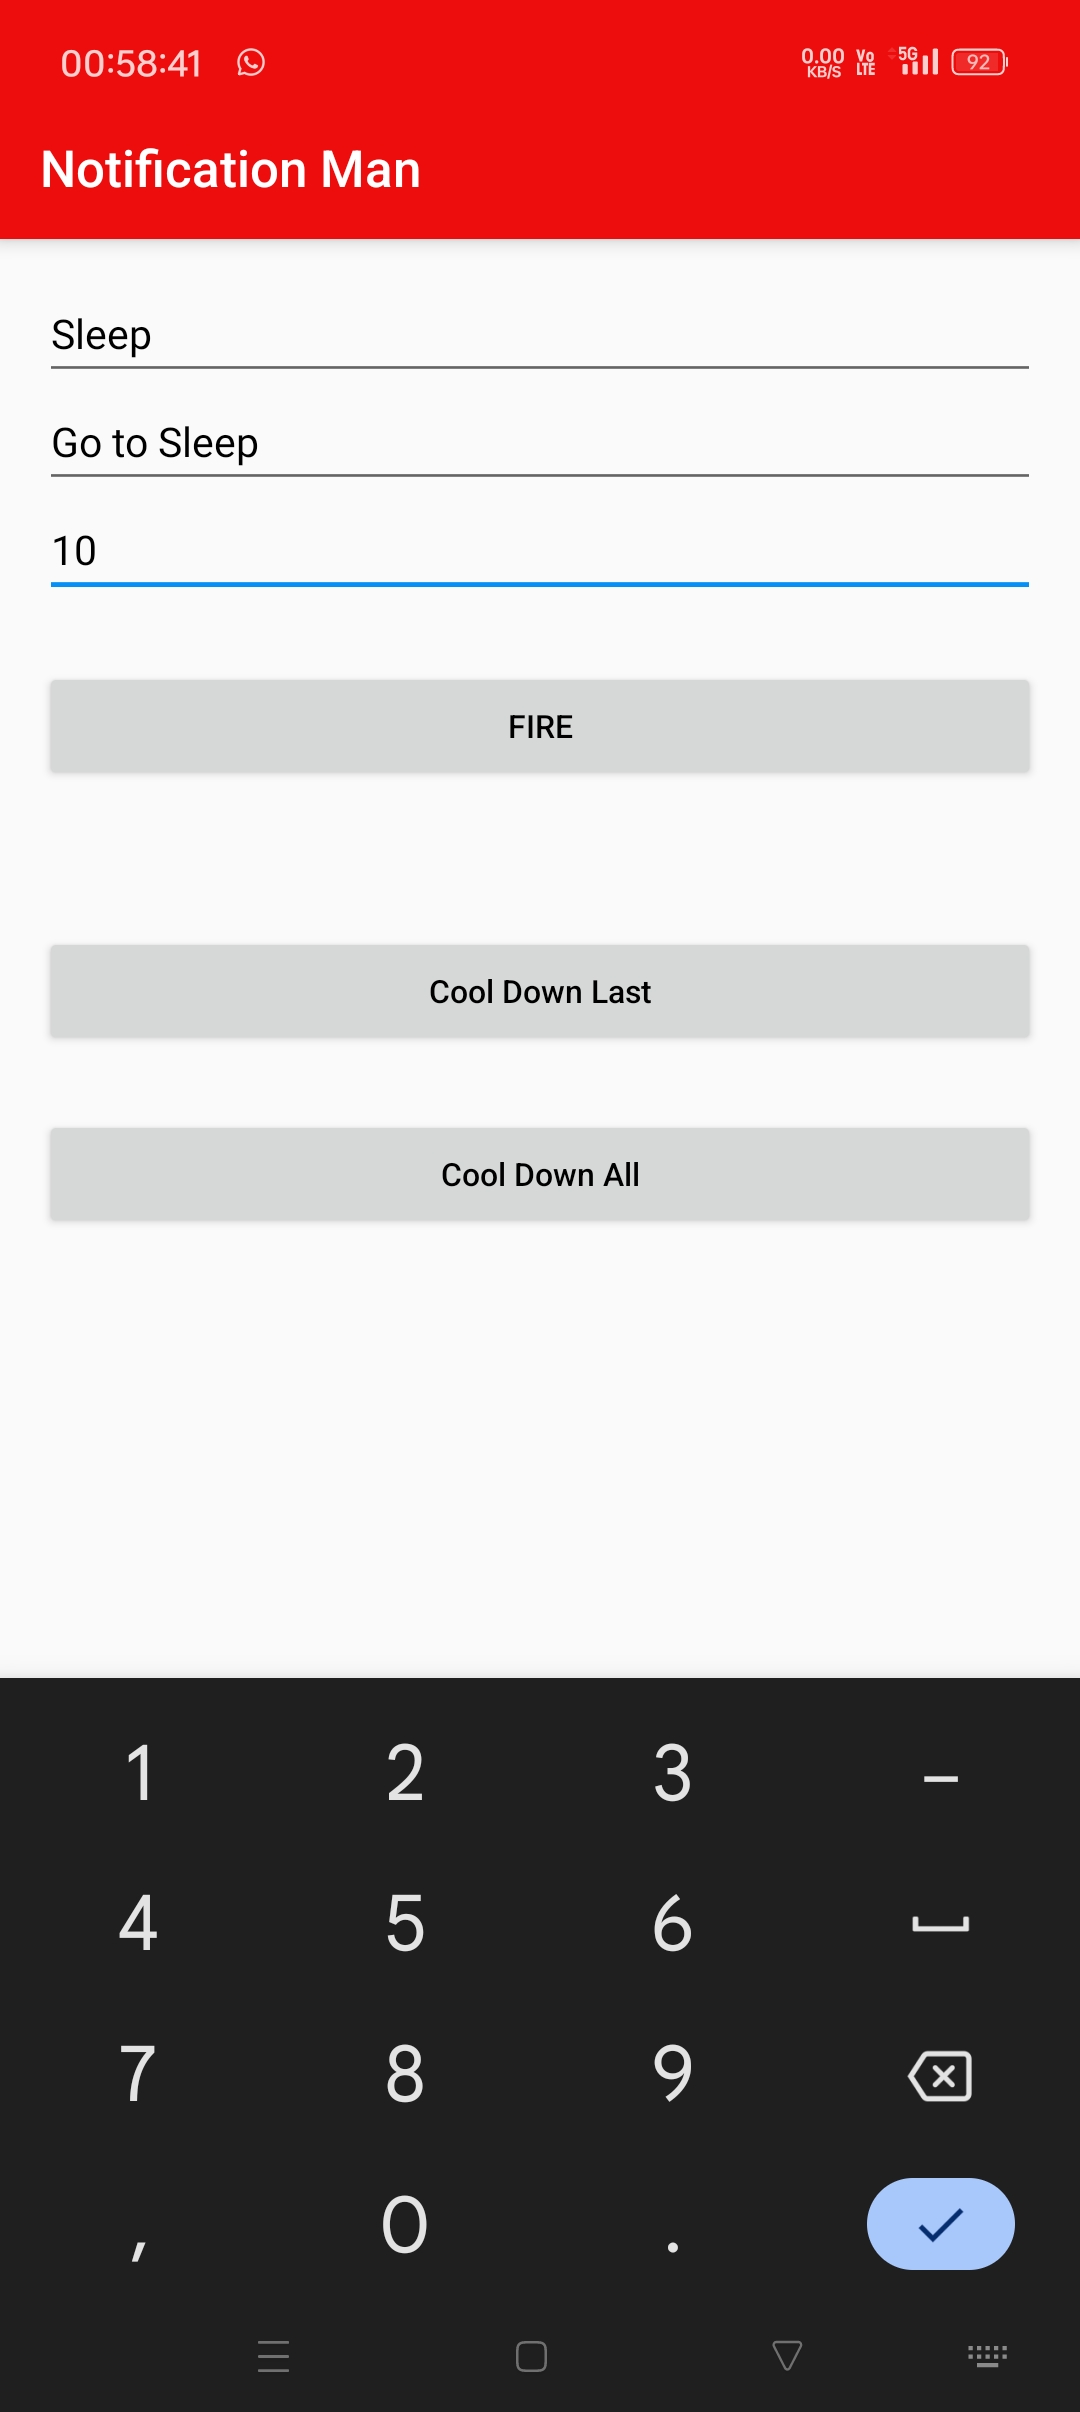 00:58:41 0.00 KB/S Vo LTE 5G 92
Notification Man
Sleep
Go to Sleep
10
FIRE
Cool Down Last
Cool Down All
1 2 3 –
4 5 6
7 8 9
, 0 .